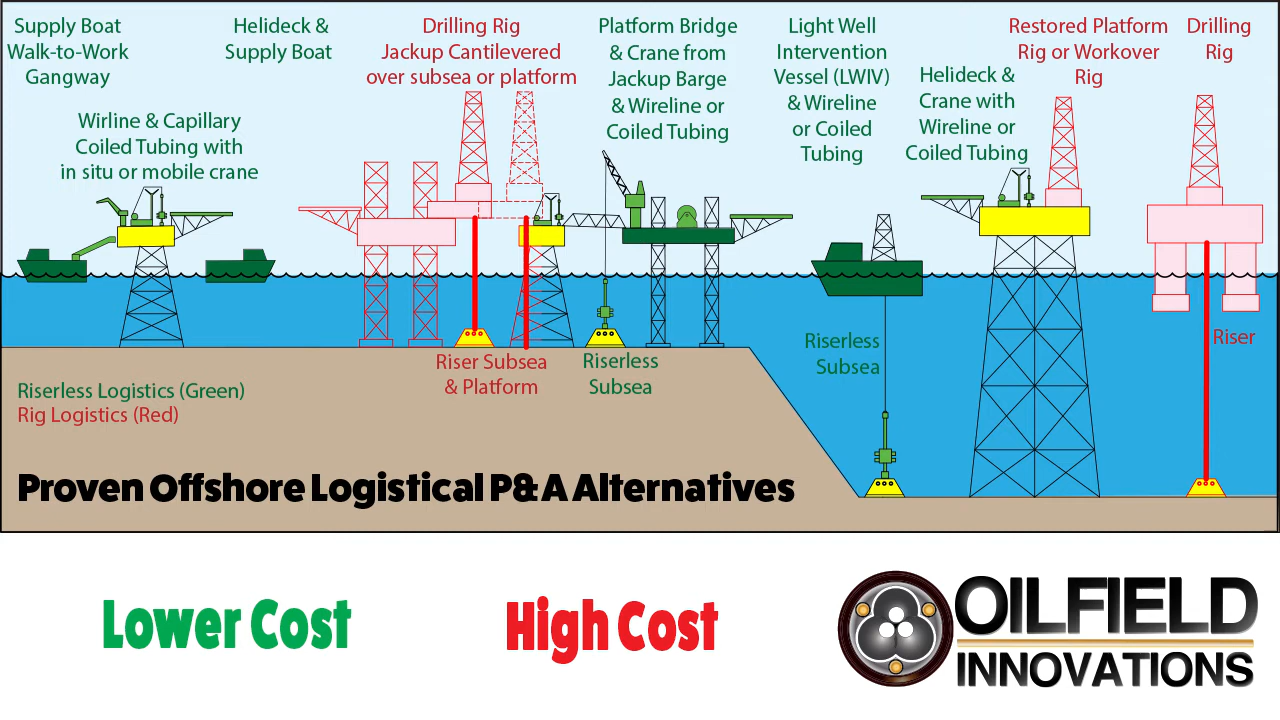 Supply Boat
Walk-to-Work
Gangway
Helideck &
Supply Boat
Wirline & Capillary
Coiled Tubing with
in situ or mobile crane
Drilling Rig
Jackup Cantilevered
over subsea or platform
Platform Bridge
& Crane from
Jackup Barge
& Wireline or
Coiled Tubing
Light Well
Intervention
Vessel (LWIV)
& Wireline
or Coiled
Tubing
Helideck &
Crane with
Wireline or
Coiled Tubing
Restored Platform
Rig or Workover
Rig
Drilling
Rig
Riser Subsea
& Platform
Riserless
Subsea
Riserless
Subsea
Riser
Riserless Logistics (Green)
Rig Logistics (Red)
Proven Offshore Logistical P&A Alternatives
Lower Cost
High Cost
OILFIELD
INNOVATIONS